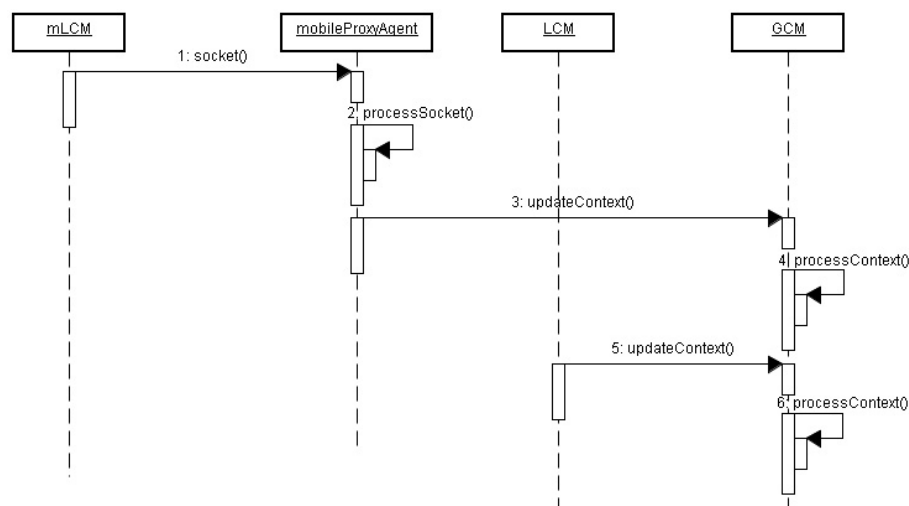 mLCM
mobileProxyAgent
LCM
GCM
1: socket()
2: processSocket()
3: updateContext()
4: processContext()
5: updateContext()
6: processContext()